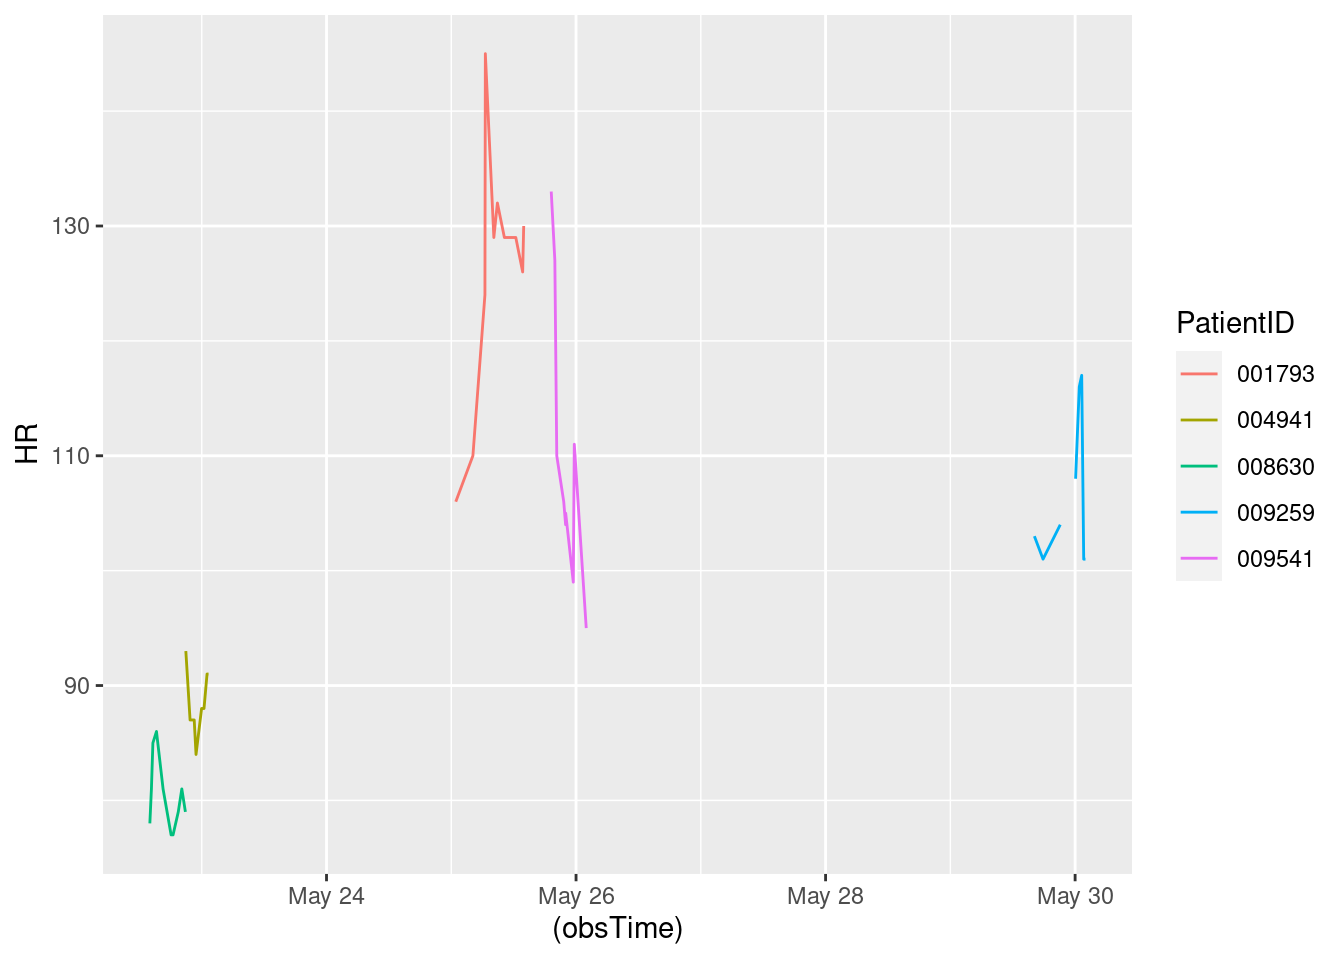 130
110
90
HR
May 24
May 26
May 28
May 30
(obsTime)
PatientID
001793
004941
008630
009259
009541